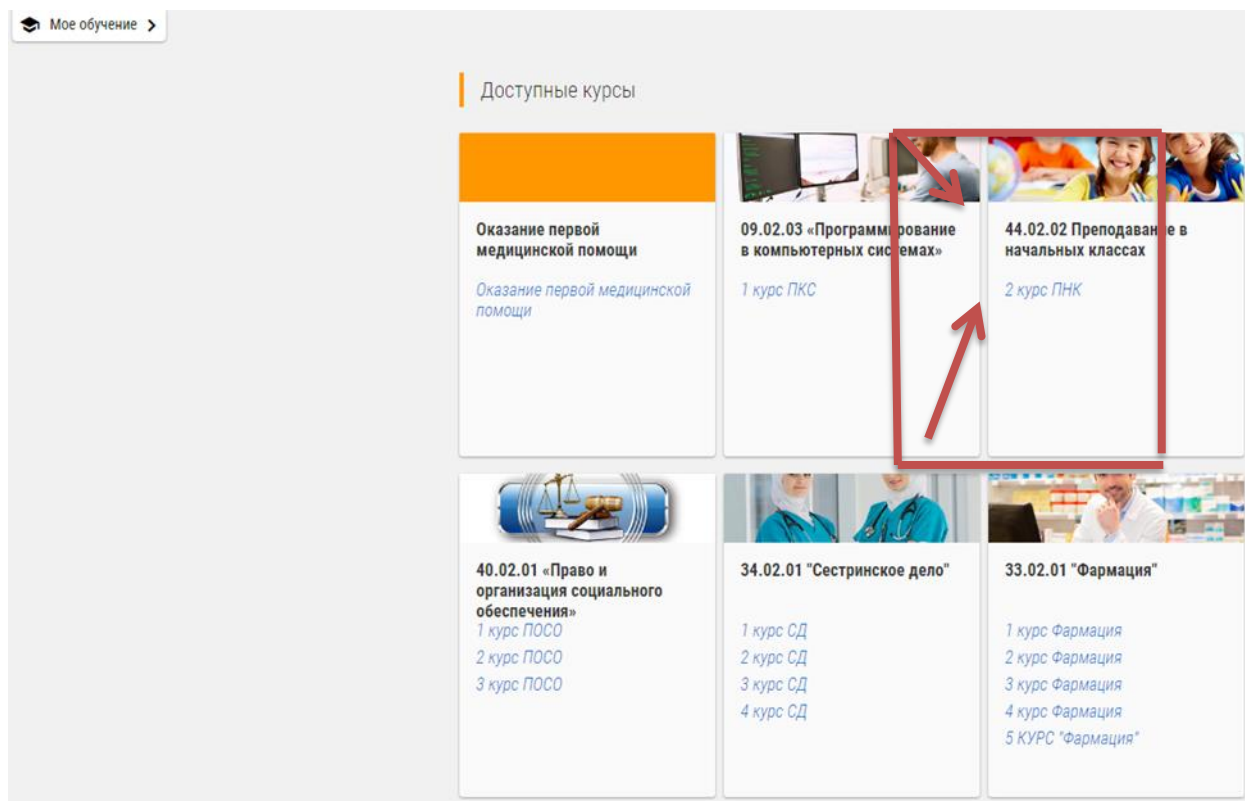 Мое обучение
Доступные курсы
Оказание первой
медицинской помощи
Оказание первой медицинской
помощи
09.02.03 «Программирование
в компьютерных системах»
1 курс ПКС
44.02.02 Преподавание в
начальных классах
2 курс ПНК
40.02.01 «Право и
организация социального
обеспечения»
1 курс ПОСО
2 курс ПОСО
3 курс ПОСО
34.02.01 "Сестринское дело"
1 курс СД
2 курс СД
3 курс СД
4 курс СД
33.02.01 "Фармация"
1 курс Фармация
2 курс Фармация
3 курс Фармация
4 курс Фармация
5 КУРС "Фармация"